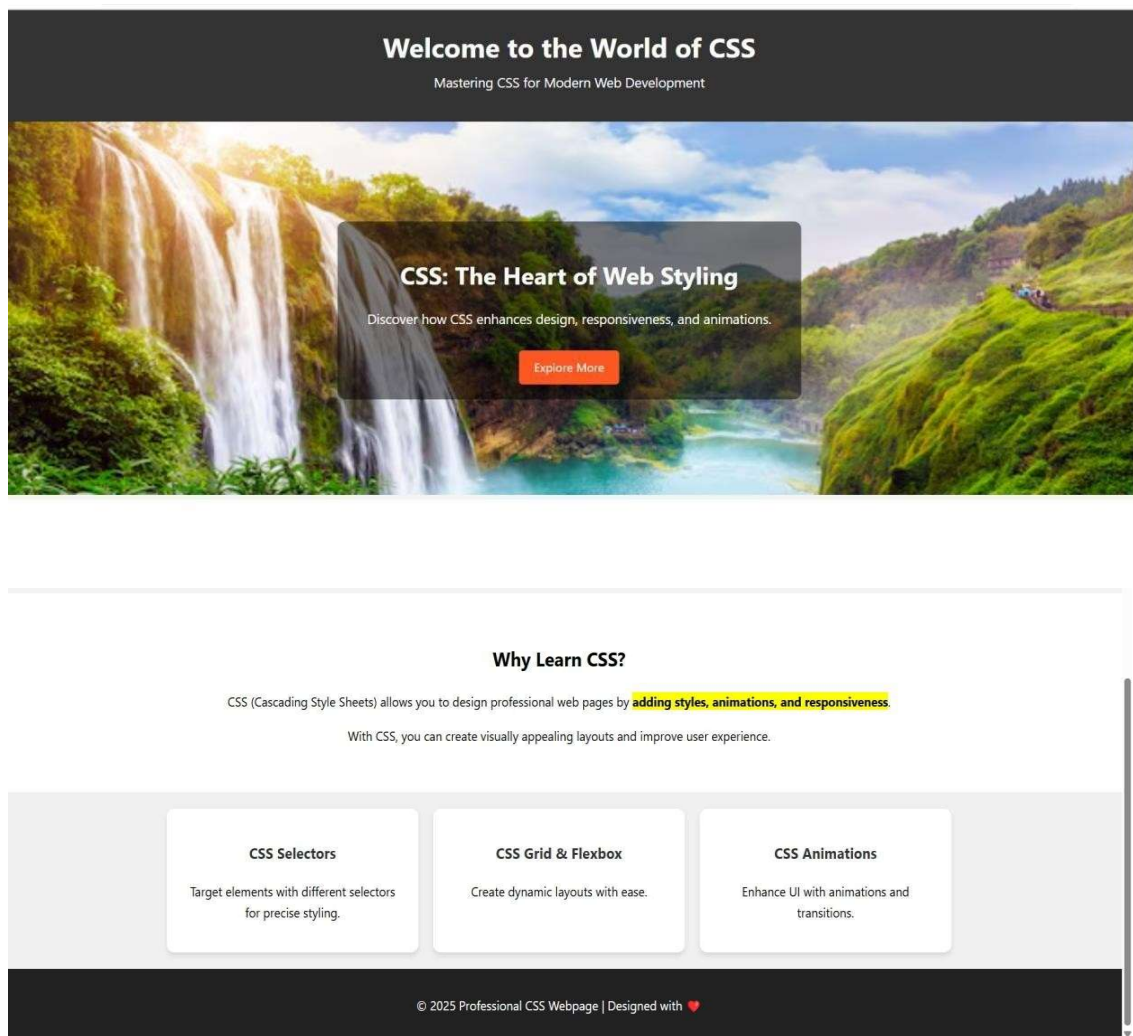 Welcome to the World of CSS
Mastering CSS for Modern Web Development
CSS: The Heart of Web Styling
Discover how CSS enhances design, responsiveness, and animations.
Explore More
Why Learn CSS?
CSS (Cascading Style Sheets) allows you to design professional web pages by adding styles, animations, and responsiveness.
With CSS, you can create visually appealing layouts and improve user experience.
CSS Selectors
Target elements with different selectors
for precise styling.
CSS Grid & Flexbox
Create dynamic layouts with ease.
CSS Animations
Enhance UI with animations and
transitions.
© 2025 Professional CSS Webpage | Designed with ❤️